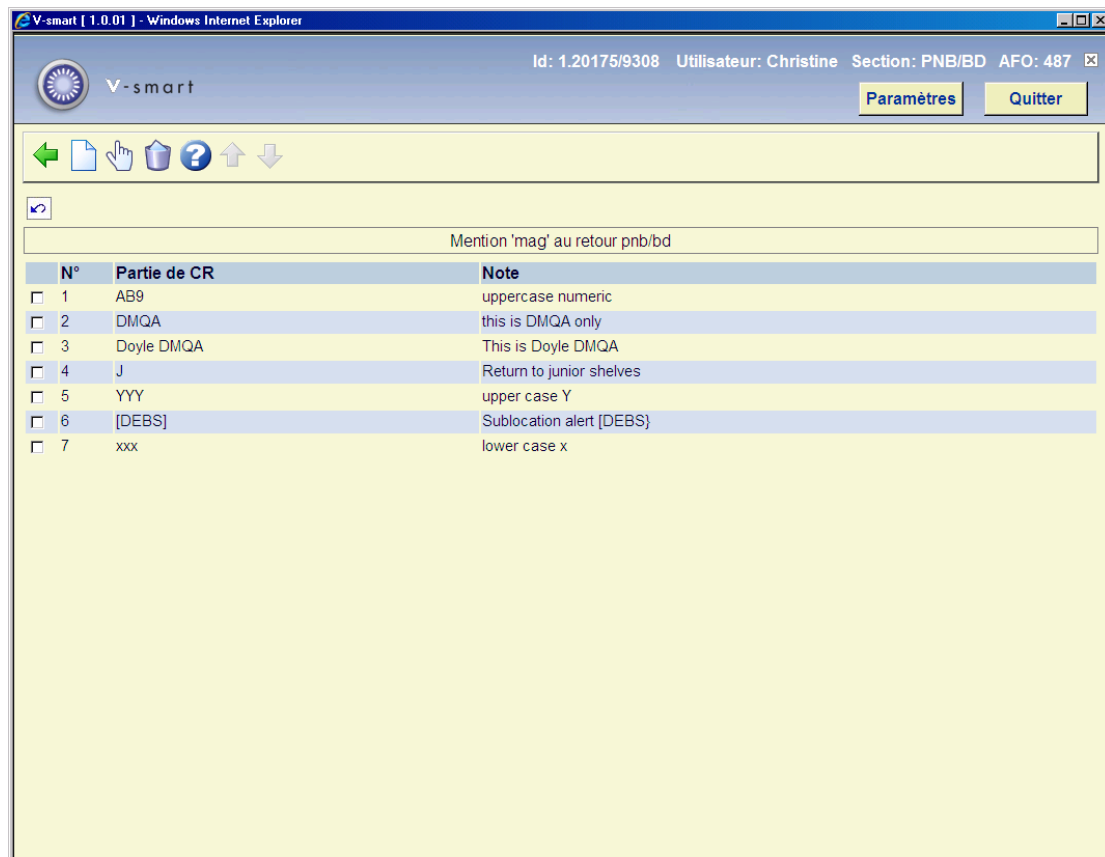 V-smart [ 1.0.01 ] - Windows Internet Explorer
Id: 1.20175/9308 Utilisateur: Christine Section: PNB/BD AFO: 487
V-smart
Paramètres Quitter
Mention 'mag' au retour pnb/bd
N° Partie de CR Note
1 AB9 uppercase numeric
2 DMQA this is DMQA only
3 Doyle DMQA This is Doyle DMQA
4 J Return to junior shelves
5 YYY upper case Y
6 [DEBS] Sublocation alert [DEBS}
7 xxx lower case x